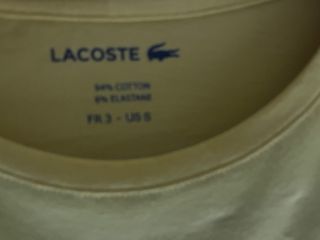 LACOSTE
94% COTTON
6% ELASTANE
FR 3 - US S